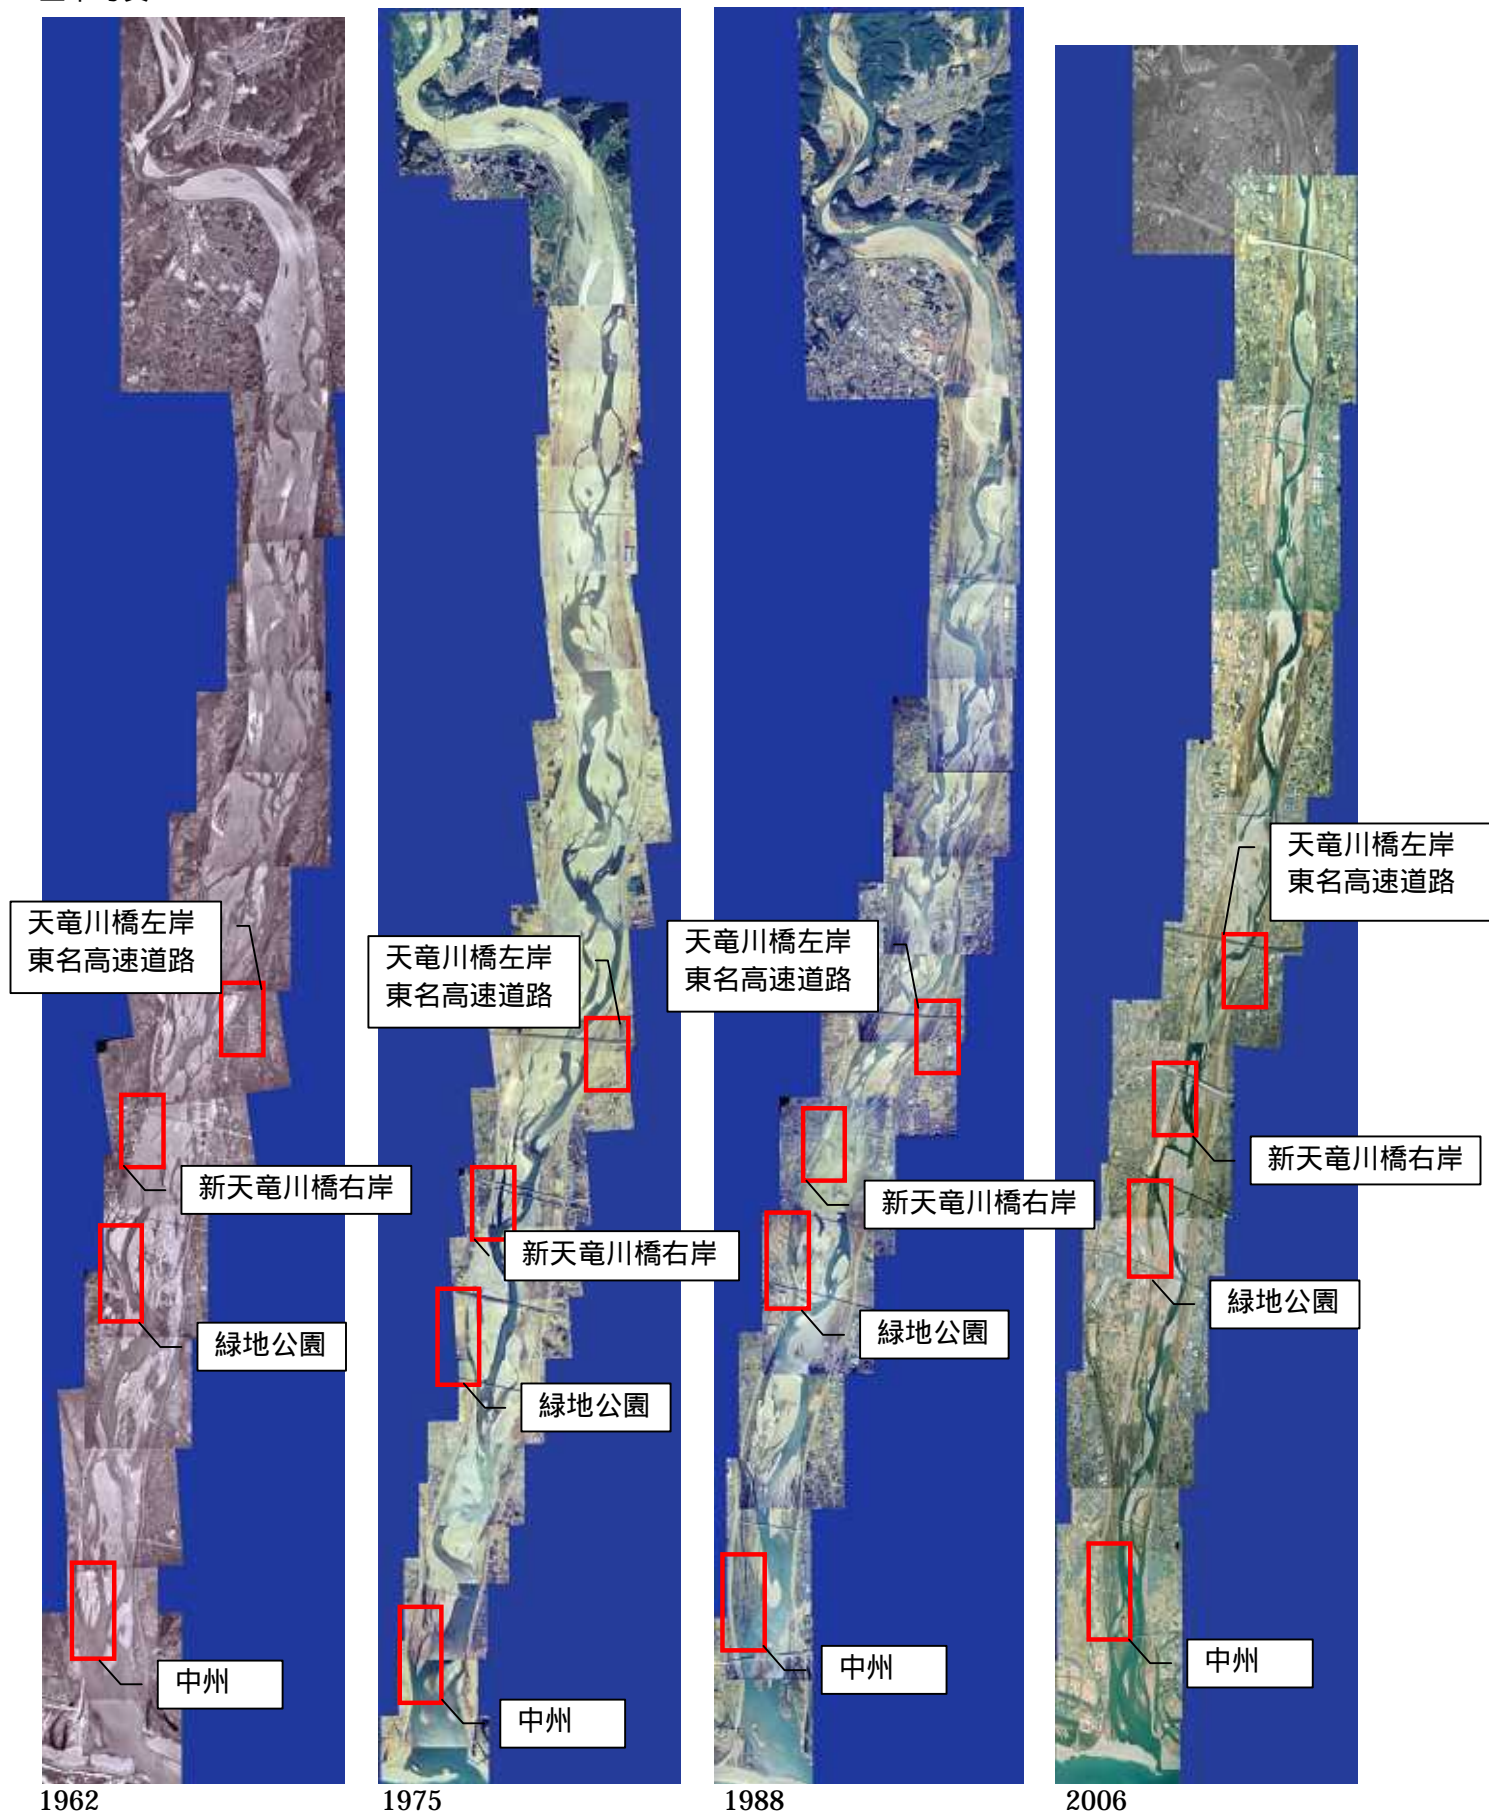 天竜川橋左岸
東名高速道路
新天竜川橋右岸
緑地公園
中州
1962
天竜川橋左岸
東名高速道路
新天竜川橋右岸
緑地公園
中州
1975
天竜川橋左岸
東名高速道路
新天竜川橋右岸
緑地公園
中州
1988
天竜川橋左岸
東名高速道路
新天竜川橋右岸
緑地公園
中州
2006